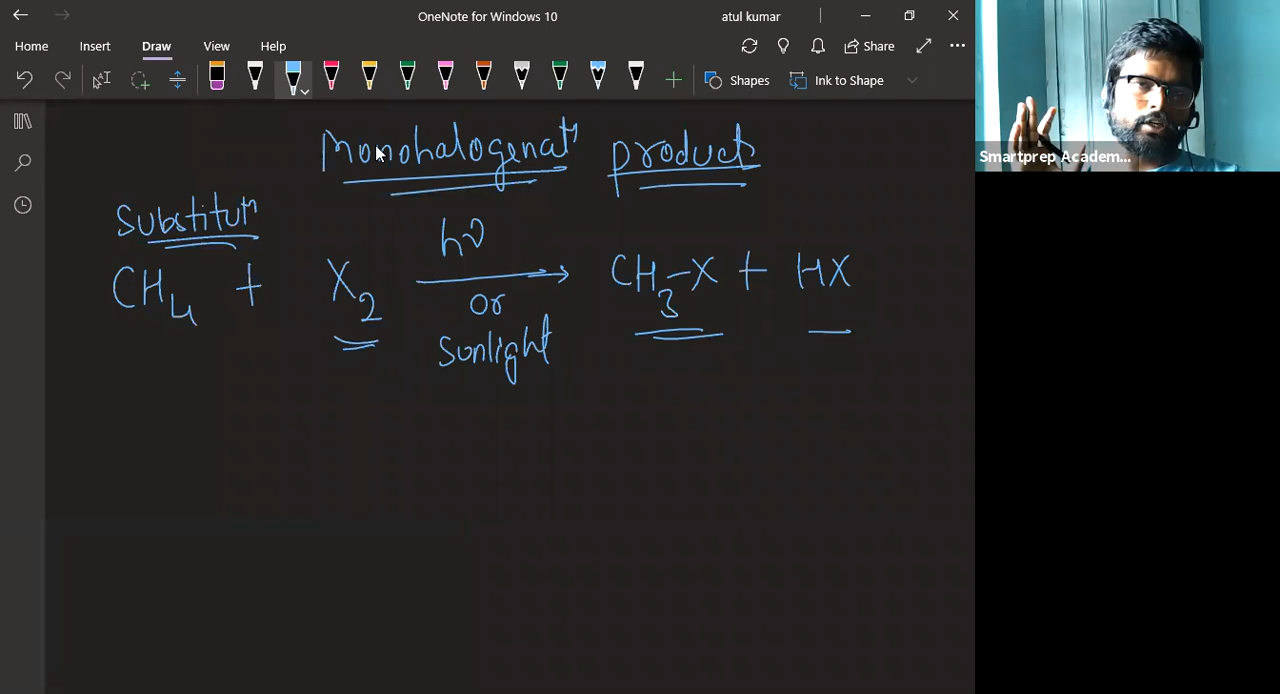 OneNote for Windows 10
atul kumar
Home Insert Draw View Help
Share
Shapes
Ink to Shape
Smartprep Academ...
Monohalogenatⁿ products
Substitutⁿ
CH₄ + X₂ hν or sunlight → CH₃-X + HX